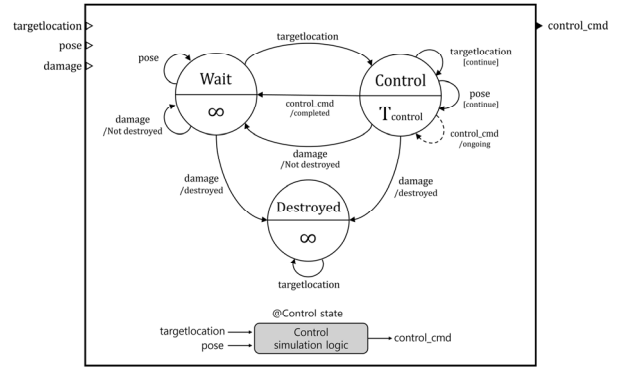 targetlocation
pose
damage
control_cmd
targetlocation
pose
Wait
∞
damage
/Not destroyed
control_cmd
/completed
Control
Tcontrol
targetlocation
[continue]
pose
[continue]
control_cmd
/ongoing
damage
/Not destroyed
damage
/destroyed
damage
/destroyed
Destroyed
∞
targetlocation
@Control state
targetlocation
pose
Control
simulation logic
control_cmd